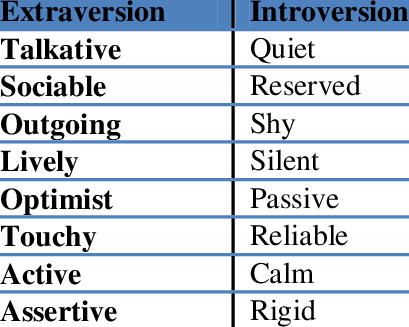 Extraversion Introversion
Talkative Quiet
Sociable Reserved
Outgoing Shy
Lively Silent
Optimist Passive
Touchy Reliable
Active Calm
Assertive Rigid